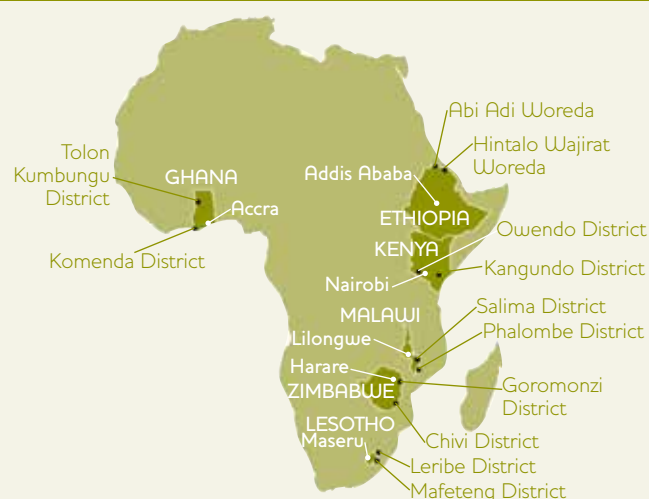 Abi Adi Woreda
Hintalo Wajirat
Woreda
Tolon
Kumbungu
District
GHANA
Addis Ababa
Accra
ETHIOPIA
Owendo District
KENYA
Komenda District
Kangundo District
Nairobi
Salima District
MALAWI
Phalombe District
Lilongwe
Harare
Goromonzi
District
ZIMBABWE
LESOTHO
Maseru
Chivi District
Leribe District
Mafeteng District